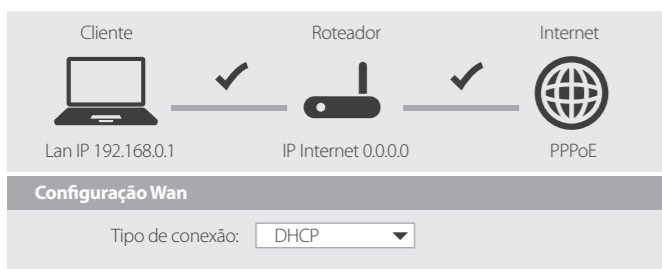 Cliente Roteador Internet
Lan IP 192.168.0.1 IP Internet 0.0.0.0 PPPoE
Configuração Wan
Tipo de conexão: DHCP